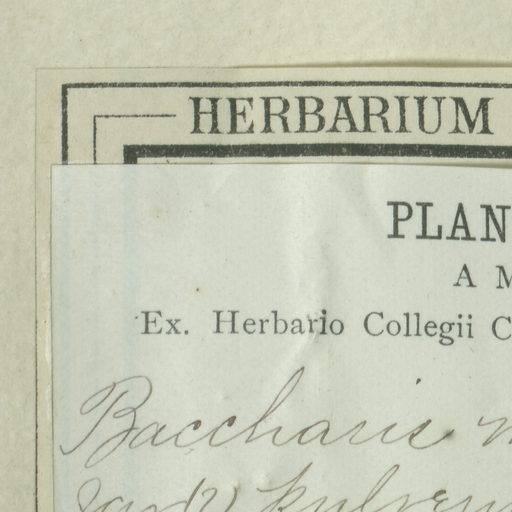 HERBARIUM
PLAN
A M
Ex. Herbario Collegii C
Baccharis